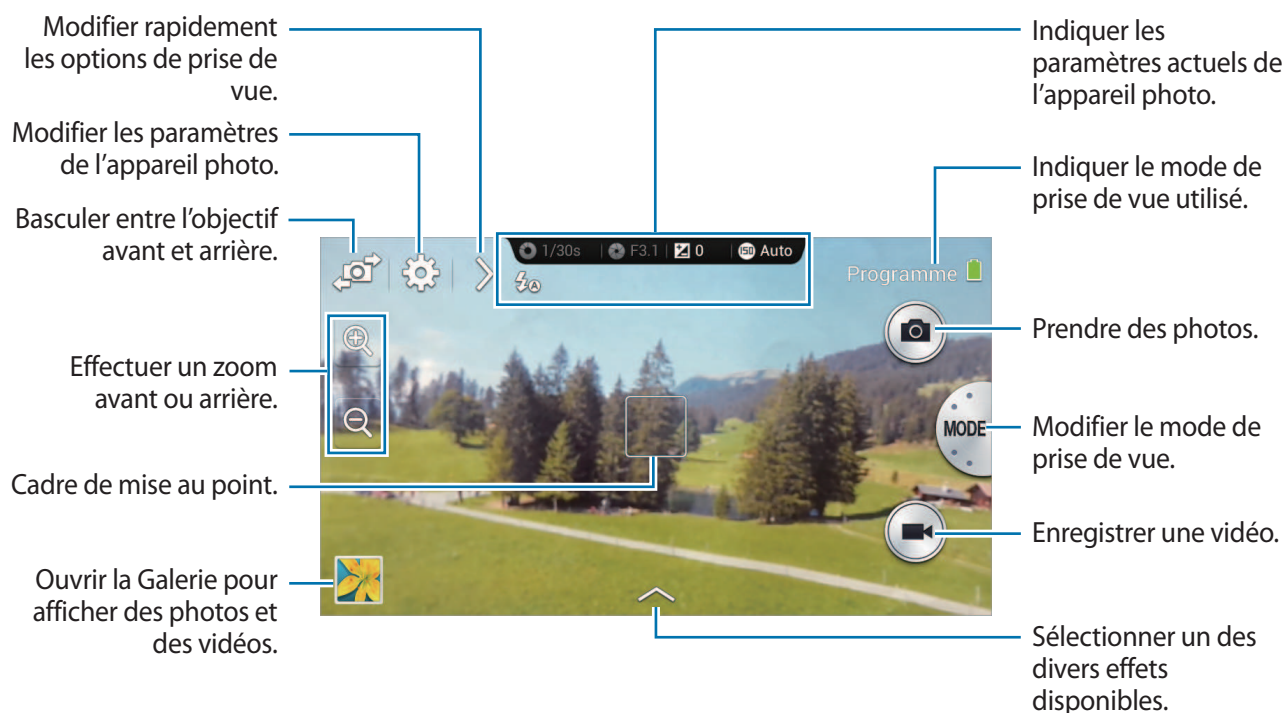 Modifier rapidement
les options de prise de
vue.
Modifier les paramètres
de l’appareil photo.
Basculer entre l’objectif
avant et arrière.
Effectuer un zoom
avant ou arrière.
Cadre de mise au point.
Ouvrir la Galerie pour
afficher des photos et
des vidéos.
1/30s F3.1 0 ISO Auto
Programme
MODE
Indiquer les
paramètres actuels de
l’appareil photo.
Indiquer le mode de
prise de vue utilisé.
Prendre des photos.
Modifier le mode de
prise de vue.
Enregistrer une vidéo.
Sélectionner un des
divers effets
disponibles.